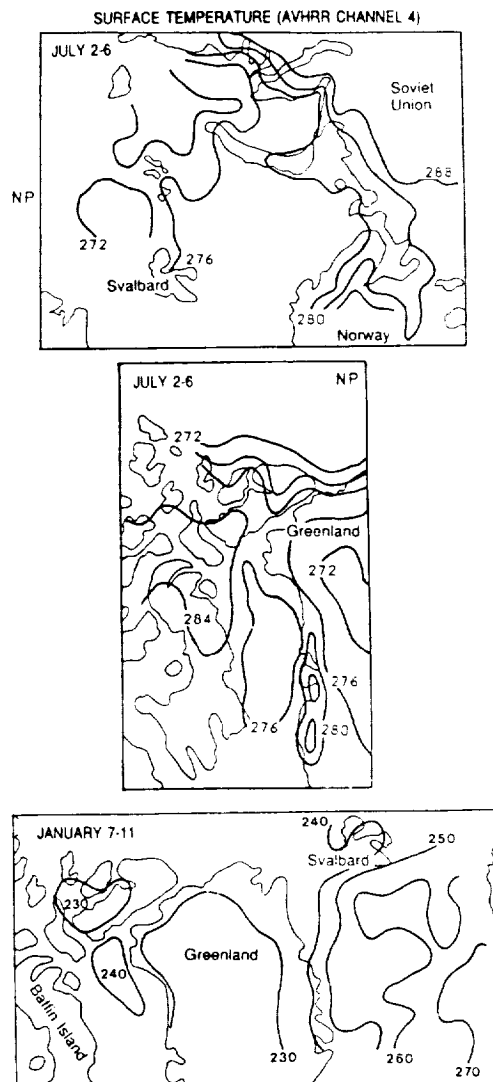 SURFACE TEMPERATURE (AVHRR CHANNEL 4)
JULY 2-6
Soviet
Union
288
NP
272
276
Svalbard
280
Norway
JULY 2-6
NP
272
Greenland
272
284
276
276
280
JANUARY 7-11
240
250
Svalbard
230
Greenland
240
Baffin Island
230
260
270